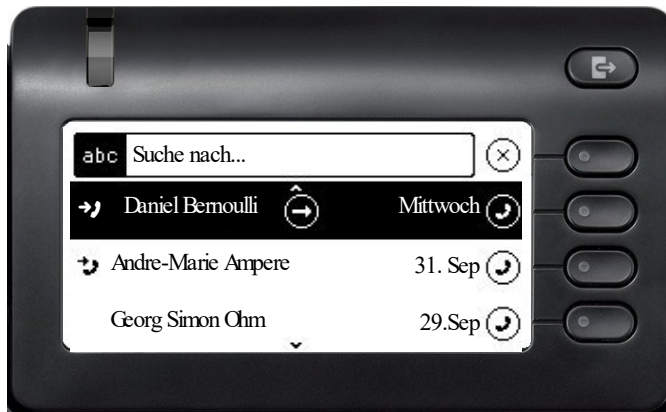 abc Suche nach...
Daniel Bernoulli Mittwoch
Andre-Marie Ampere 31. Sep
Georg Simon Ohm 29.Sep